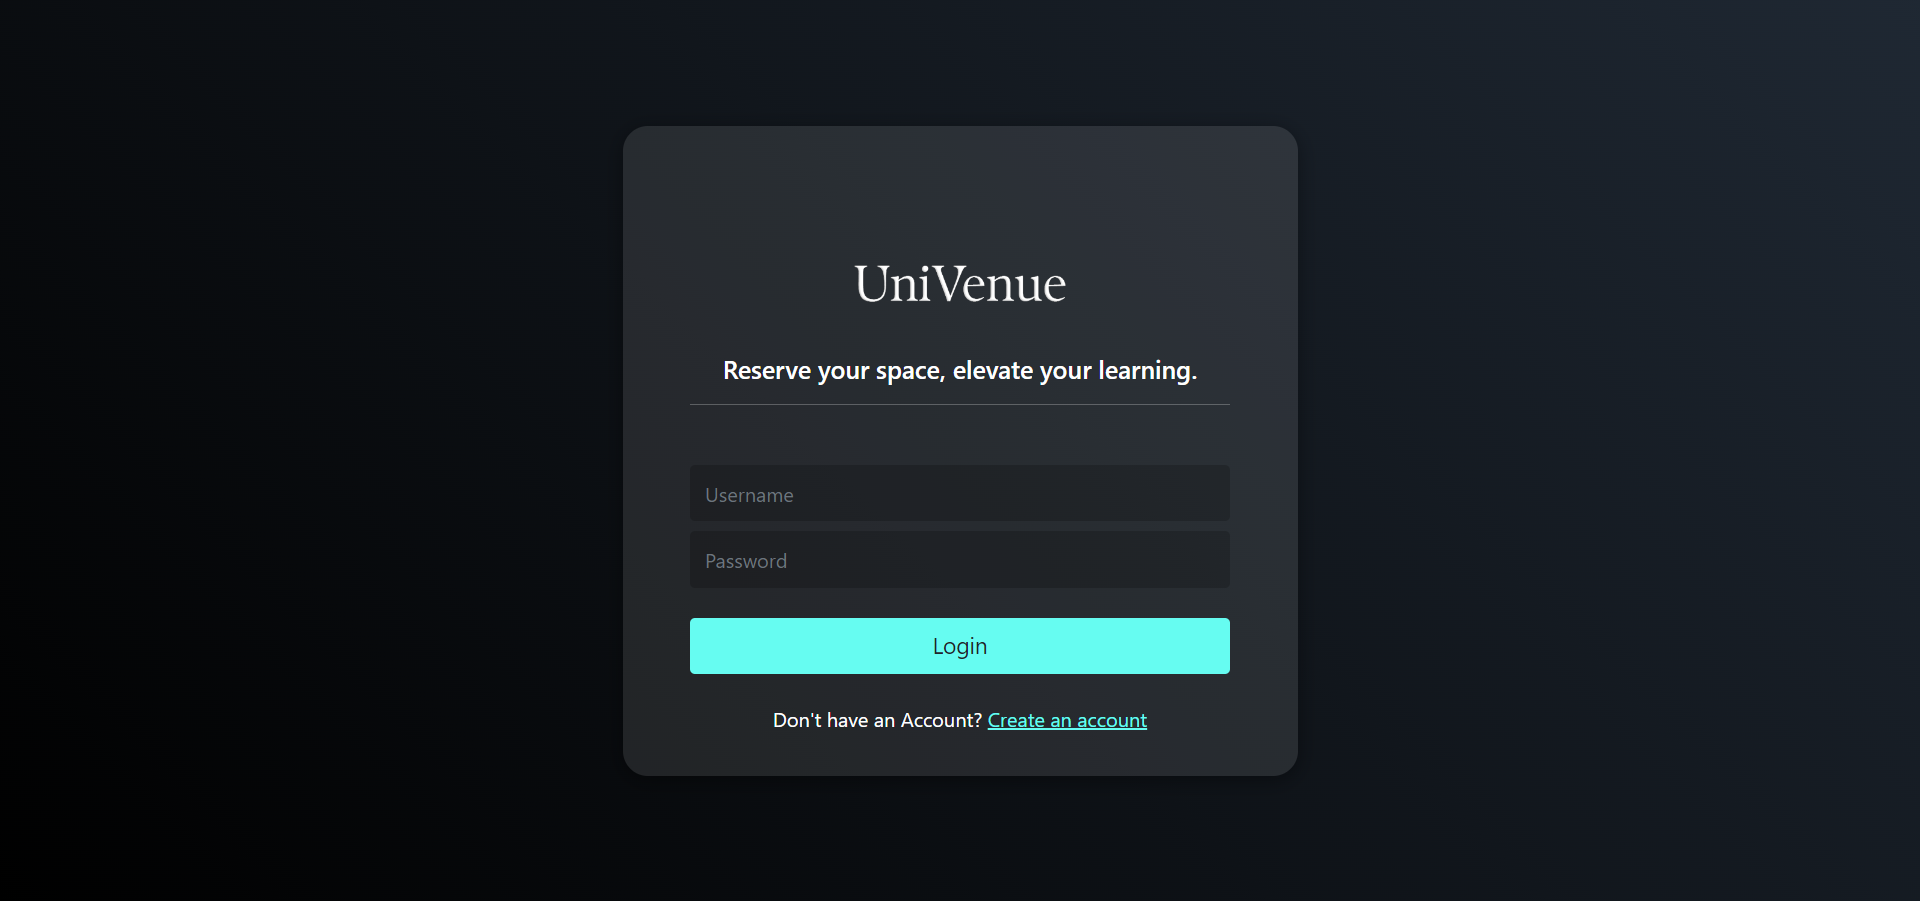 UniVenue
Reserve your space, elevate your learning.
Username
Password
Login
Don't have an Account? Create an account